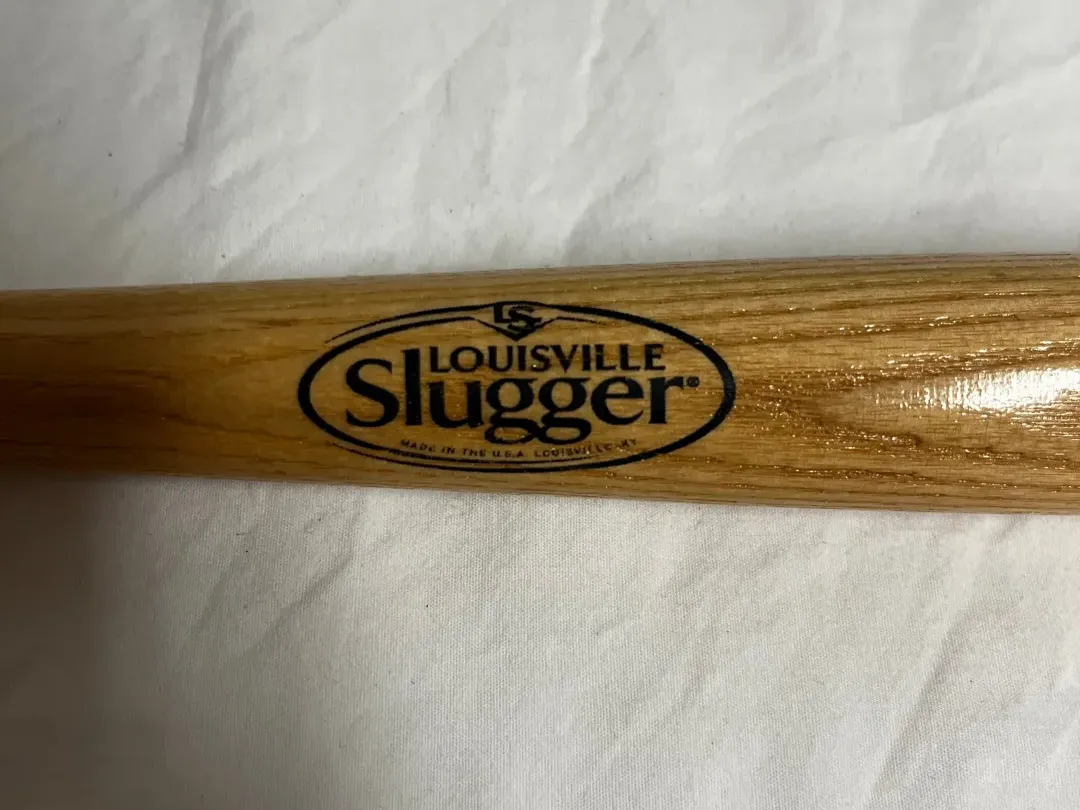 LS
LOUISVILLE
Slugger®
MADE IN THE U.S.A. LOUISVILLE, KY